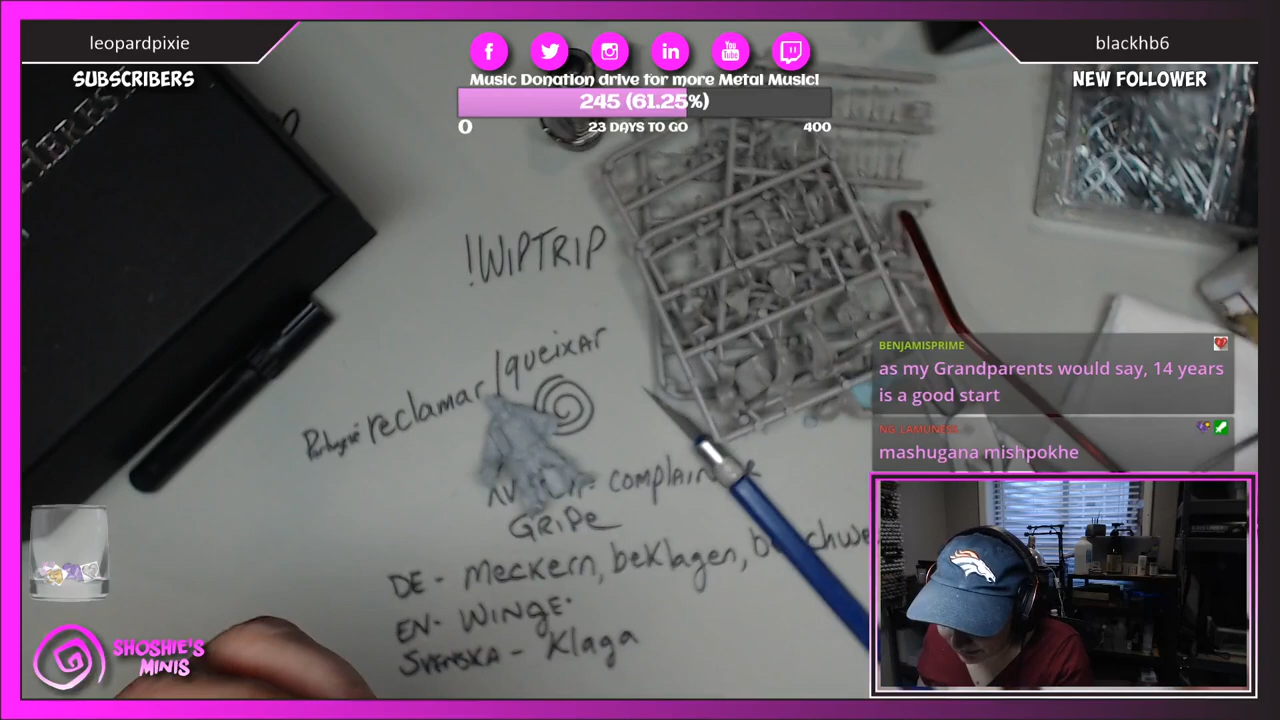 leopardpixie
SUBSCRIBERS
Music Donation drive for more Metal Music!
245 (61.25%)
0
23 DAYS TO GO
400
blackhb6
NEW FOLLOWER
HERES
!WIPTRIP
reclamar/queixar
complain
GRIPE
DE- Meckern, beklagen,
EN- WINGE.
SVENSKA- Klaga
BENJAMISPRIME
as my Grandparents would say, 14 years
is a good start
mashugana mishpokhe
SHOSHIE'S
MINIS